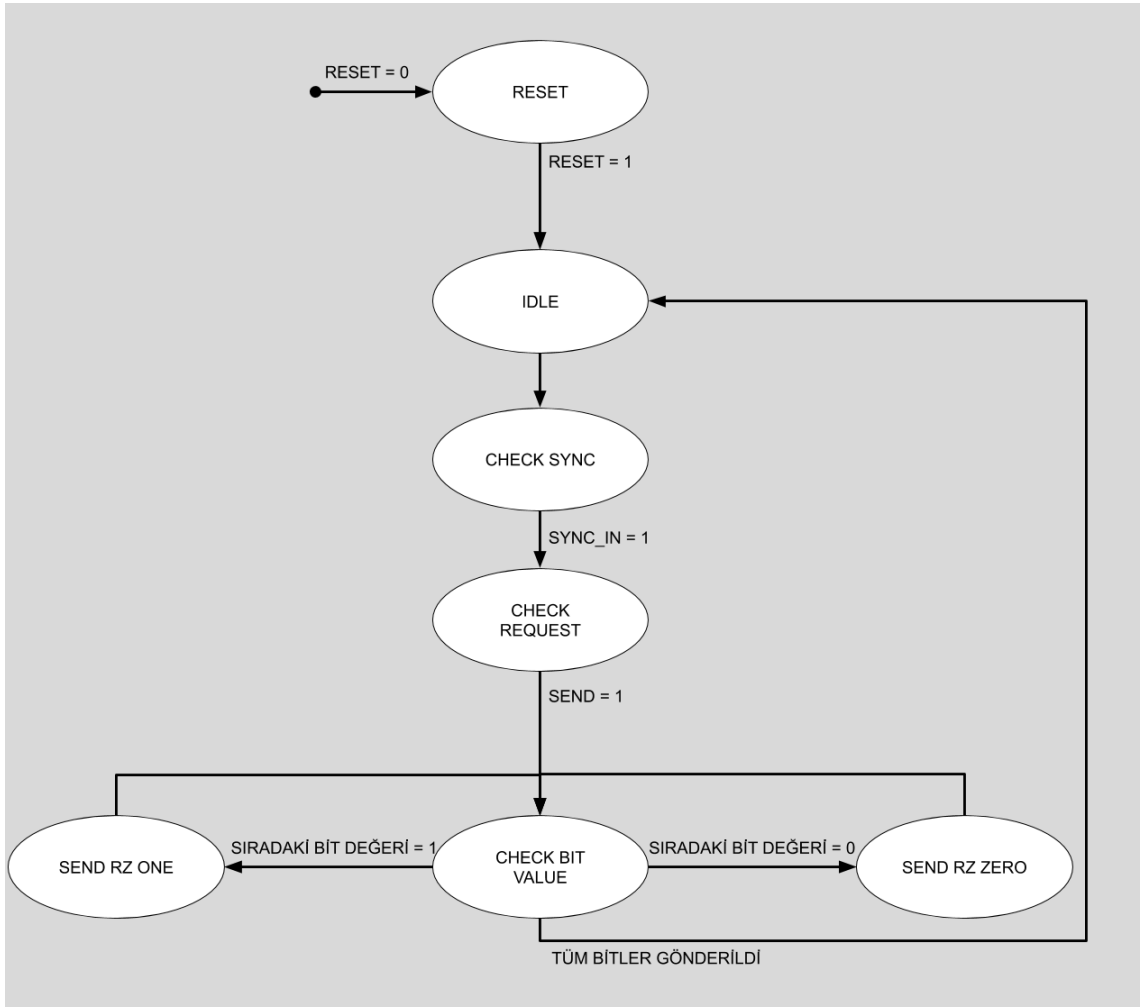 RESET = 0
RESET
RESET = 1
IDLE
CHECK SYNC
SYNC_IN = 1
CHECK
REQUEST
SEND = 1
SEND RZ ONE
SIRADAKİ BİT DEĞERİ = 1
CHECK BIT
VALUE
SIRADAKİ BİT DEĞERİ = 0
SEND RZ ZERO
TÜM BİTLER GÖNDERİLDİ